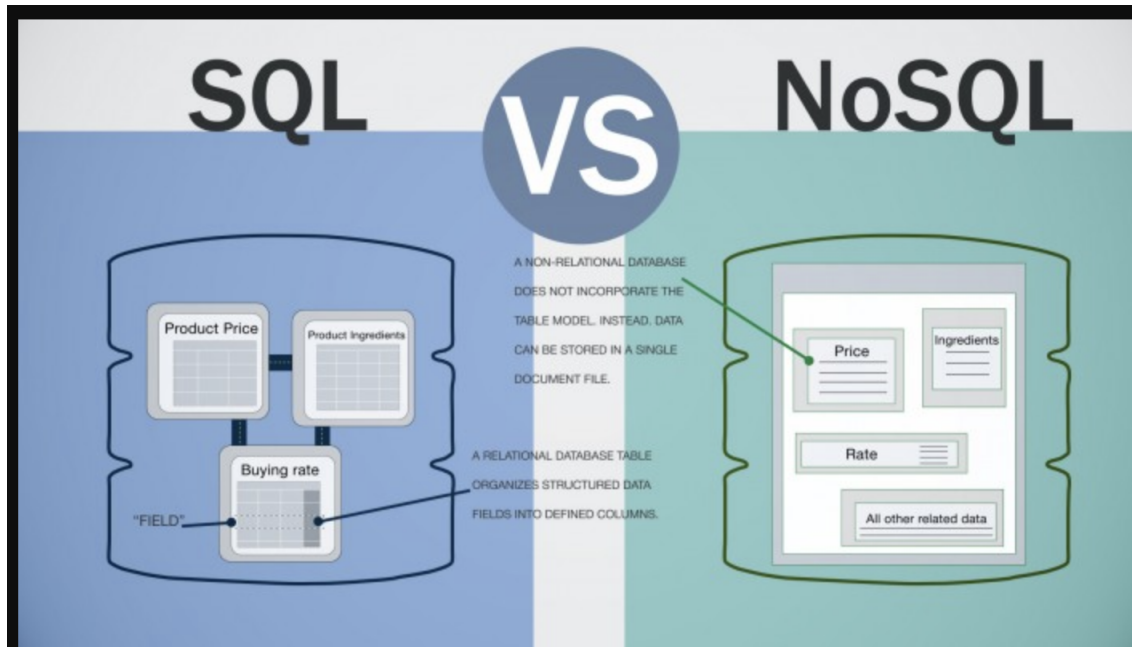 SQL
VS
NoSQL
A NON-RELATIONAL DATABASE
DOES NOT INCORPORATE THE
TABLE MODEL. INSTEAD. DATA
CAN BE STORED IN A SINGLE
DOCUMENT FILE.
Product Price
Product Ingredients
Buying rate
"FIELD"
A RELATIONAL DATABASE TABLE
ORGANIZES STRUCTURED DATA
FIELDS INTO DEFINED COLUMNS.
Price
Ingredients
Rate
All other related data